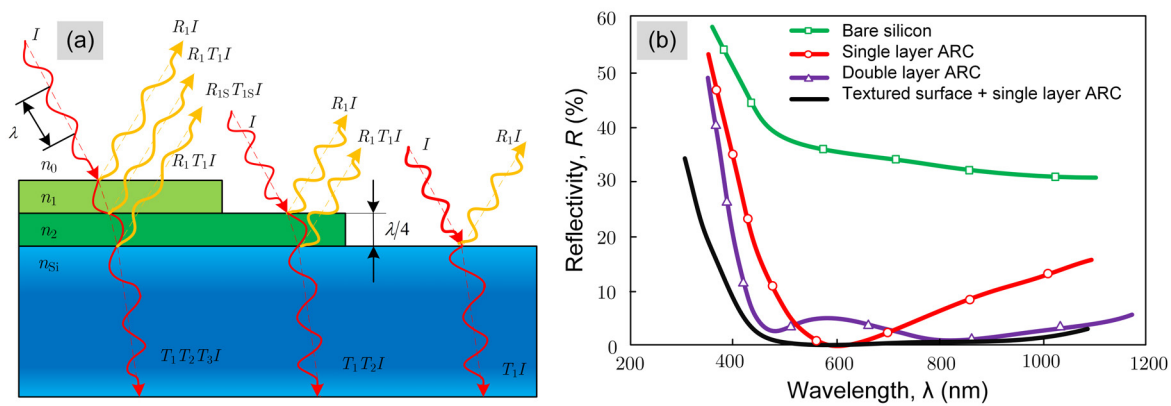 (a)
I
R₁I
R₁T₁I
R₁ₛT₁ₛI
λ
R₁T₁I
n₀
n₁
n₂
nₛᵢ
T₁T₂T₃I
I
R₁I
R₁T₁I
λ/4
T₁T₂I
I
R₁I
T₁I
(b)
Bare silicon
Single layer ARC
Double layer ARC
Textured surface + single layer ARC
Reflectivity, R (%)
60
50
40
30
20
10
0
200 400 600 800 1000 1200
Wavelength, λ (nm)